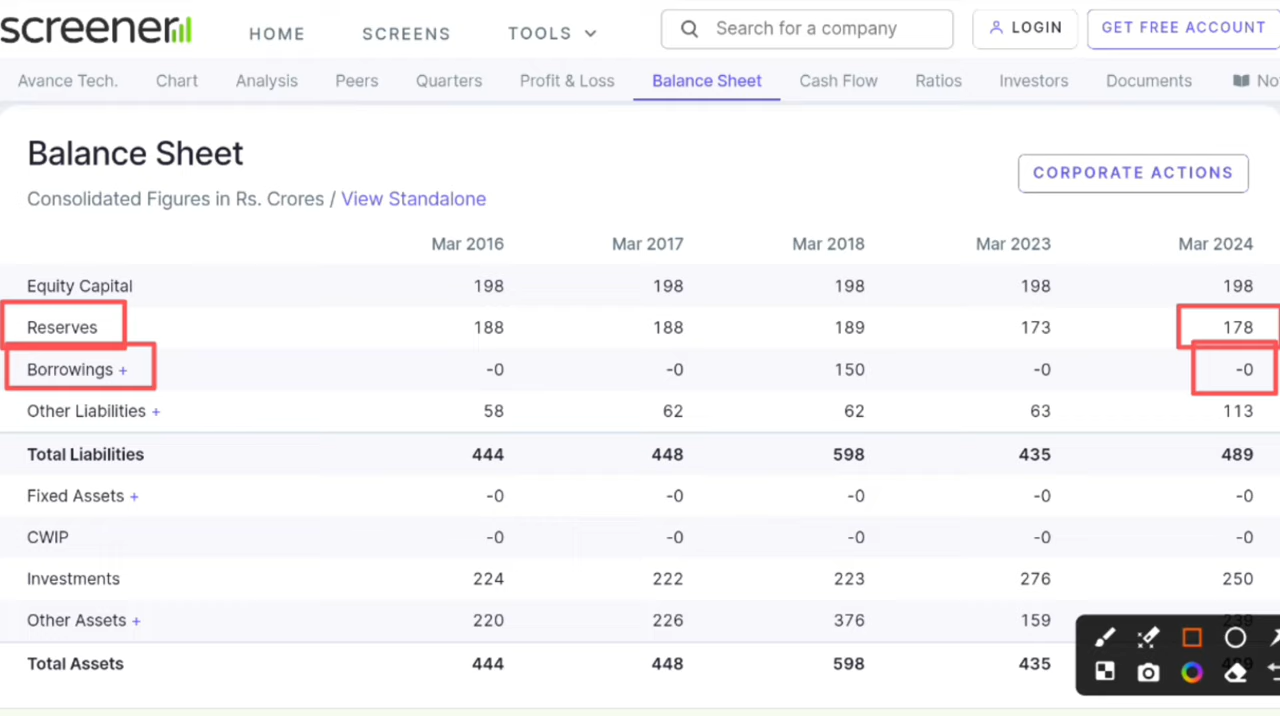 screener
HOME SCREENS TOOLS Search for a company LOGIN GET FREE ACCOUNT
Avance Tech. Chart Analysis Peers Quarters Profit & Loss Balance Sheet Cash Flow Ratios Investors Documents No
Balance Sheet
CORPORATE ACTIONS
Consolidated Figures in Rs. Crores / View Standalone
Mar 2016 Mar 2017 Mar 2018 Mar 2023 Mar 2024
Equity Capital 198 198 198 198 198
Reserves 188 188 189 173 178
Borrowings + -0 -0 150 -0 -0
Other Liabilities + 58 62 62 63 113
Total Liabilities 444 448 598 435 489
Fixed Assets + -0 -0 -0 -0 -0
CWIP -0 -0 -0 -0 -0
Investments 224 222 223 276 250
Other Assets + 220 226 376 159 239
Total Assets 444 448 598 435